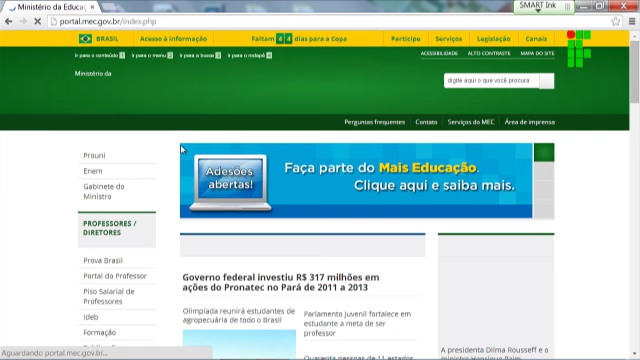 Ministério da Educaç
SMART Ink
portal.mec.gov.br/index.php
BRASIL
Acesso à informação
Faltam 4 4 dias para a Copa
Participe
Serviços
Legislação
Canais
Ir para o conteúdo 1
Ir para o menu 2
Ir para a busca 3
Ir para o rodapé 4
ACESSIBILIDADE
ALTO CONTRASTE
MAPA DO SITE
Ministério da
digite aqui o que você procura
Perguntas frequentes
Contato
Serviços do MEC
Área de imprensa
Prouni
Enem
Gabinete do
Ministro
PROFESSORES /
DIRETORES
Prova Brasil
Portal do Professor
Piso Salarial de
Professores
Ideb
Formação
Adesões
abertas!
Faça parte do Mais Educação.
Clique aqui e saiba mais.
Governo federal investiu R$ 317 milhões em
ações do Pronatec no Pará de 2011 a 2013
Olimpíada reunirá estudantes de
agropecuária de todo o Brasil
Parlamento Juvenil fortalece em
estudante a meta de ser
professor
Quarenta pessoas de 11 estados
A presidenta Dilma Rousseff e o
ministro Henrique Paim
Aguardando portal.mec.gov.br...